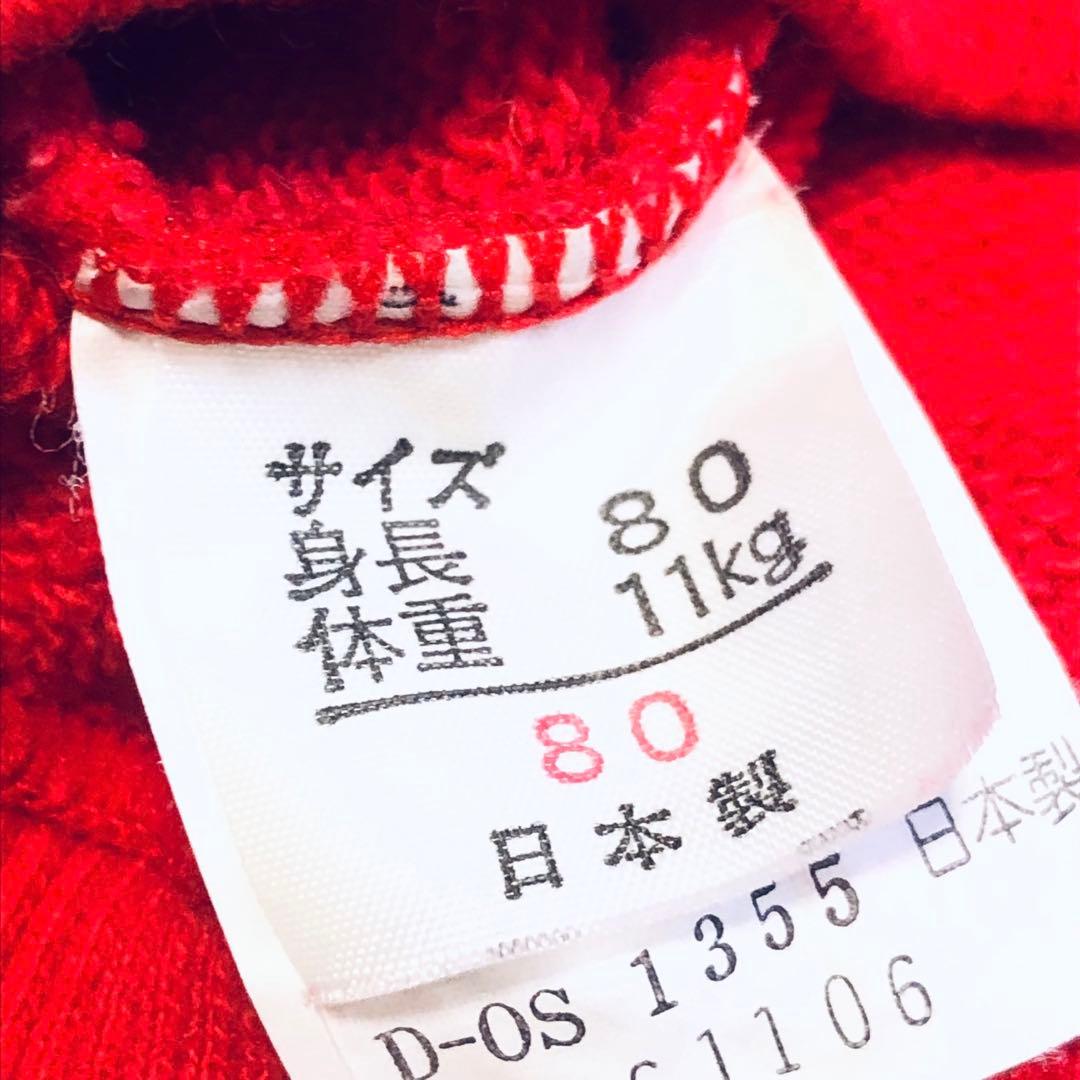 サイズ
身長 80
体重 11kg
80
日本製
日本製
D-OS 1355
1106